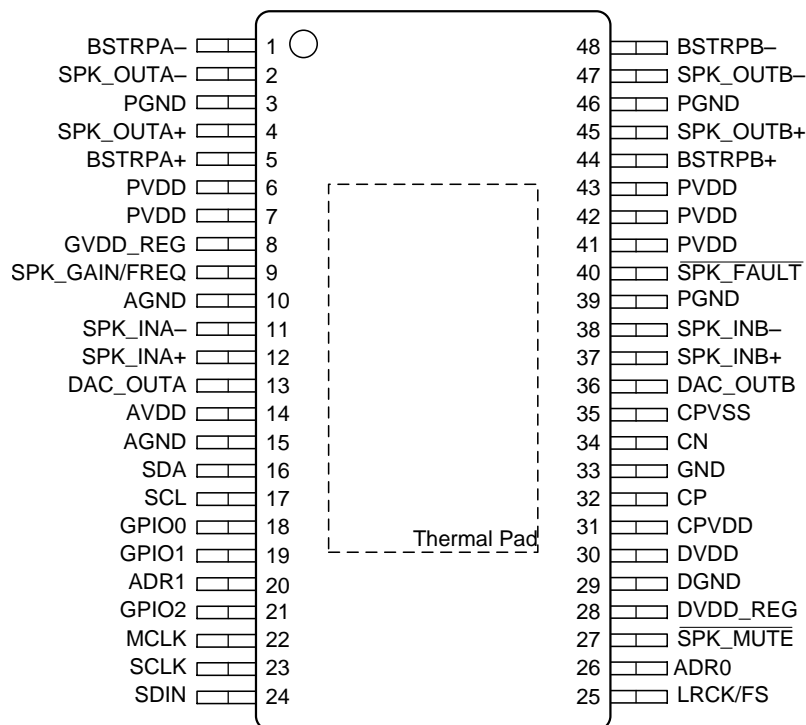 BSTRPA– 1 48 BSTRPB–
SPK_OUTA– 2 47 SPK_OUTB–
PGND 3 46 PGND
SPK_OUTA+ 4 45 SPK_OUTB+
BSTRPA+ 5 44 BSTRPB+
PVDD 6 43 PVDD
PVDD 7 42 PVDD
GVDD_REG 8 41 PVDD
SPK_GAIN/FREQ 9 40 SPK_FAULT
AGND 10 39 PGND
SPK_INA– 11 38 SPK_INB–
SPK_INA+ 12 37 SPK_INB+
DAC_OUTA 13 36 DAC_OUTB
AVDD 14 35 CPVSS
AGND 15 34 CN
SDA 16 33 GND
SCL 17 32 CP
GPIO0 18 31 CPVDD
Thermal Pad
GPIO1 19 30 DVDD
ADR1 20 29 DGND
GPIO2 21 28 DVDD_REG
MCLK 22 27 SPK_MUTE
SCLK 23 26 ADR0
SDIN 24 25 LRCK/FS